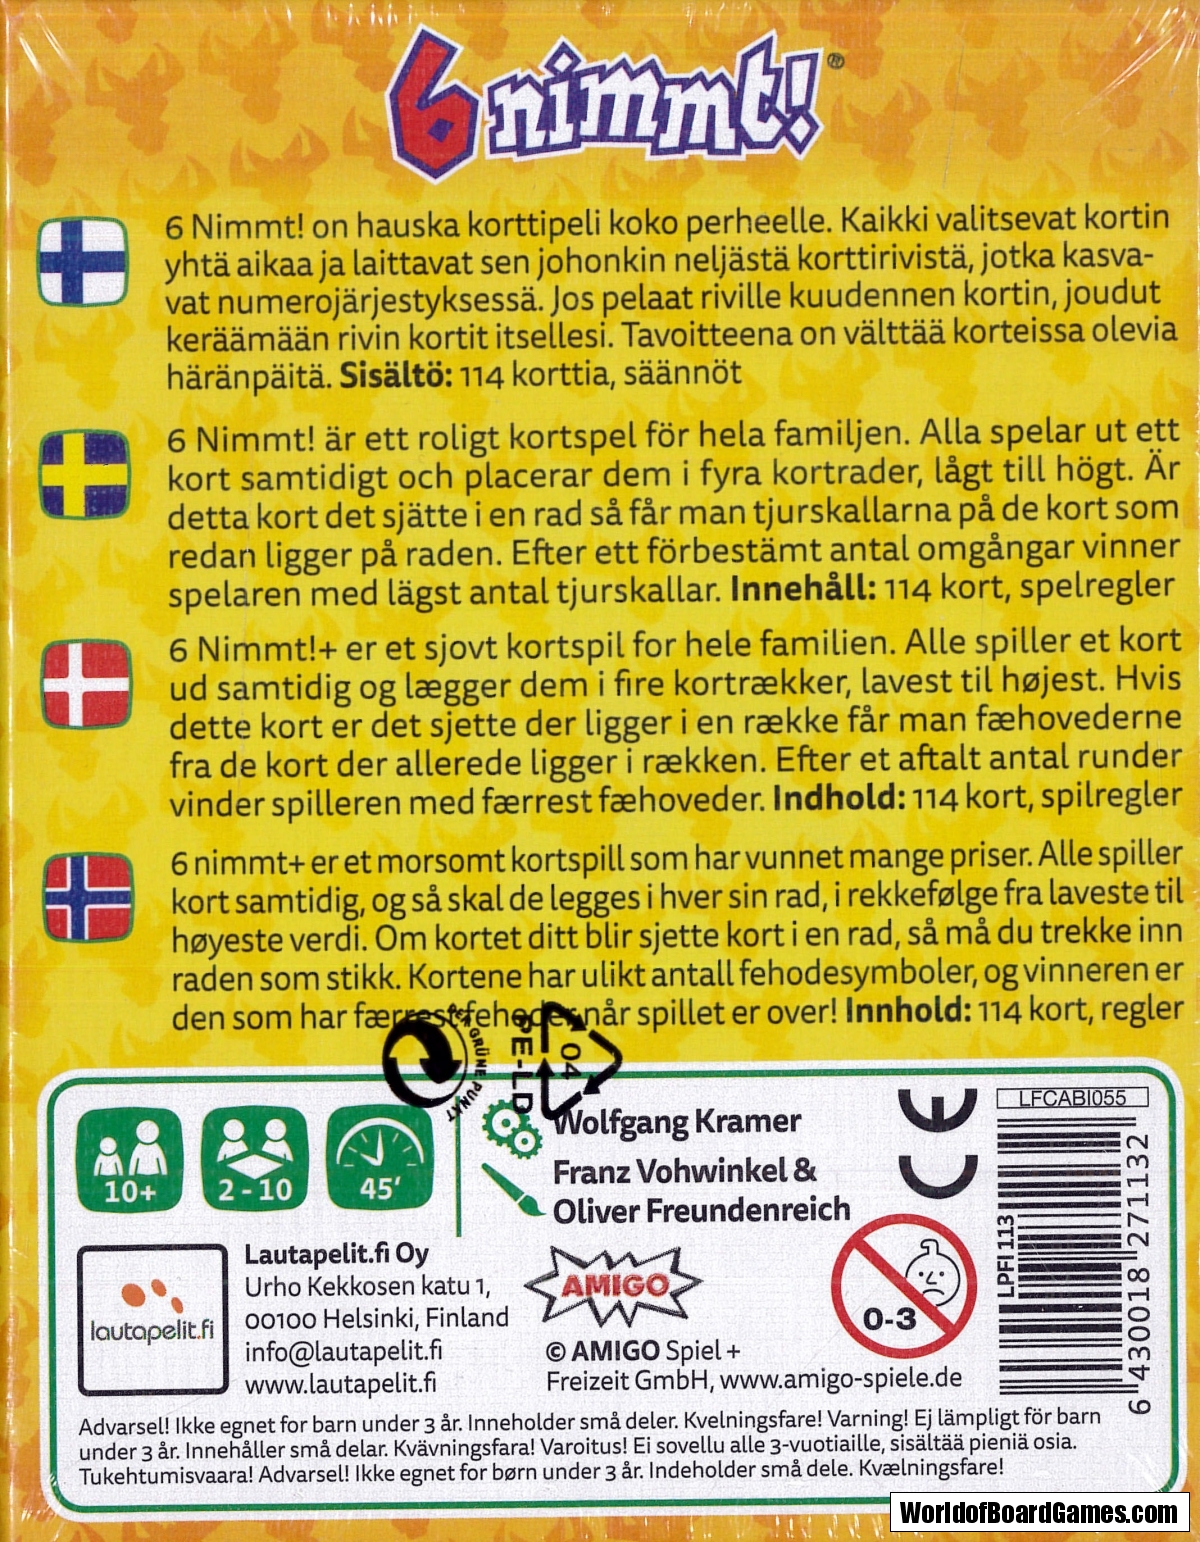 6 nimmt!®
6 Nimmt! on hauska korttipeli koko perheelle. Kaikki valitsevat kortin
yhtä aikaa ja laittavat sen johonkin neljästä korttirivistä, jotka kasva-
vat numerojärjestyksessä. Jos pelaat riville kuudennen kortin, joudut
keräämään rivin kortit itsellesi. Tavoitteena on välttää korteissa olevia
häränpäitä. Sisältö: 114 korttia, säännöt
6 Nimmt! är ett roligt kortspel för hela familjen. Alla spelar ut ett
kort samtidigt och placerar dem i fyra kortrader, lågt till högt. Är
detta kort det sjätte i en rad så får man tjurskallarna på de kort som
redan ligger på raden. Efter ett förbestämt antal omgångar vinner
spelaren med lägst antal tjurskallar. Innehåll: 114 kort, spelregler
6 Nimmt!+ er et sjovt kortspil for hele familien. Alle spiller et kort
ud samtidig og lægger dem i fire kortrækker, lavest til højest. Hvis
dette kort er det sjette der ligger i en række får man fæhovederne
fra de kort der allerede ligger i rækken. Efter et aftalt antal runder
vinder spilleren med færrest fæhoveder. Indhold: 114 kort, spilregler
6 nimmt+ er et morsomt kortspill som har vunnet mange priser. Alle spiller
kort samtidig, og så skal de legges i hver sin rad, i rekkefølge fra laveste til
høyeste verdi. Om kortet ditt blir sjette kort i en rad, så må du trekke inn
raden som stikk. Kortene har ulikt antall fehodesymboler, og vinneren er
den som har færrest fehoder når spillet er over! Innhold: 114 kort, regler
DER GRÜNE PUNKT
PE-LD
04
10+
2 - 10
45'
Wolfgang Kramer
Franz Vohwinkel &
Oliver Freundenreich
CE
LFCABI055
LPFI 113
6 430018 271132
lautapelit.fi
Lautapelit.fi Oy
Urho Kekkosen katu 1,
00100 Helsinki, Finland
info@lautapelit.fi
www.lautapelit.fi
AMIGO
© AMIGO Spiel +
Freizeit GmbH, www.amigo-spiele.de
0-3
Advarsel! Ikke egnet for barn under 3 år. Inneholder små deler. Kvelningsfare! Varning! Ej lämpligt för barn
under 3 år. Innehåller små delar. Kvävningsfara! Varoitus! Ei sovellu alle 3-vuotiaille, sisältää pieniä osia.
Tukehtumisvaara! Advarsel! Ikke egnet for børn under 3 år. Indeholder små dele. Kvælningsfare!
WorldofBoardGames.com